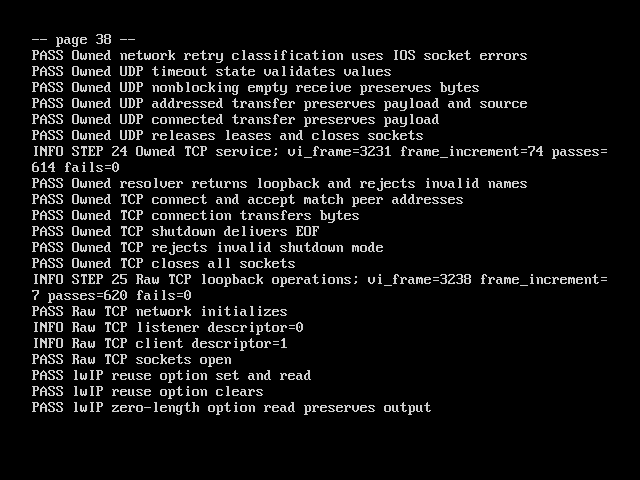 -- page 38 --
PASS Owned network retry classification uses IOS socket errors
PASS Owned UDP timeout state validates values
PASS Owned UDP nonblocking empty receive preserves bytes
PASS Owned UDP addressed transfer preserves payload and source
PASS Owned UDP connected transfer preserves payload
PASS Owned UDP releases leases and closes sockets
INFO STEP 24 Owned TCP service; vi_frame=3231 frame_increment=74 passes=
614 fails=0
PASS Owned resolver returns loopback and rejects invalid names
PASS Owned TCP connect and accept match peer addresses
PASS Owned TCP connection transfers bytes
PASS Owned TCP shutdown delivers EOF
PASS Owned TCP rejects invalid shutdown mode
PASS Owned TCP closes all sockets
INFO STEP 25 Raw TCP loopback operations; vi_frame=3238 frame_increment=
7 passes=620 fails=0
PASS Raw TCP network initializes
INFO Raw TCP listener descriptor=0
INFO Raw TCP client descriptor=1
PASS Raw TCP sockets open
PASS lwIP reuse option set and read
PASS lwIP reuse option clears
PASS lwIP zero-length option read preserves output